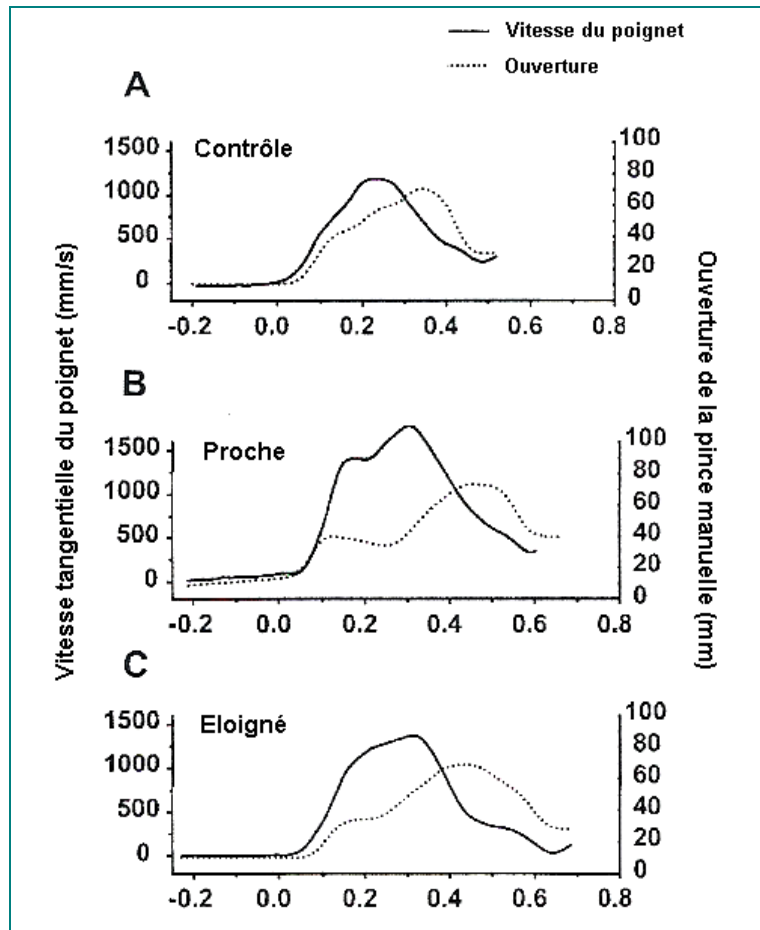 Vitesse du poignet
Ouverture
A
Contrôle
1500
1000
500
0
100
80
60
40
20
0
-0.2 0.0 0.2 0.4 0.6 0.8
Vitesse tangentielle du poignet (mm/s)
Ouverture de la pince manuelle (mm)
B
Proche
1500
1000
500
0
100
80
60
40
20
0
-0.2 0.0 0.2 0.4 0.6 0.8
C
Eloigné
1500
1000
500
0
100
80
60
40
20
0
-0.2 0.0 0.2 0.4 0.6 0.8